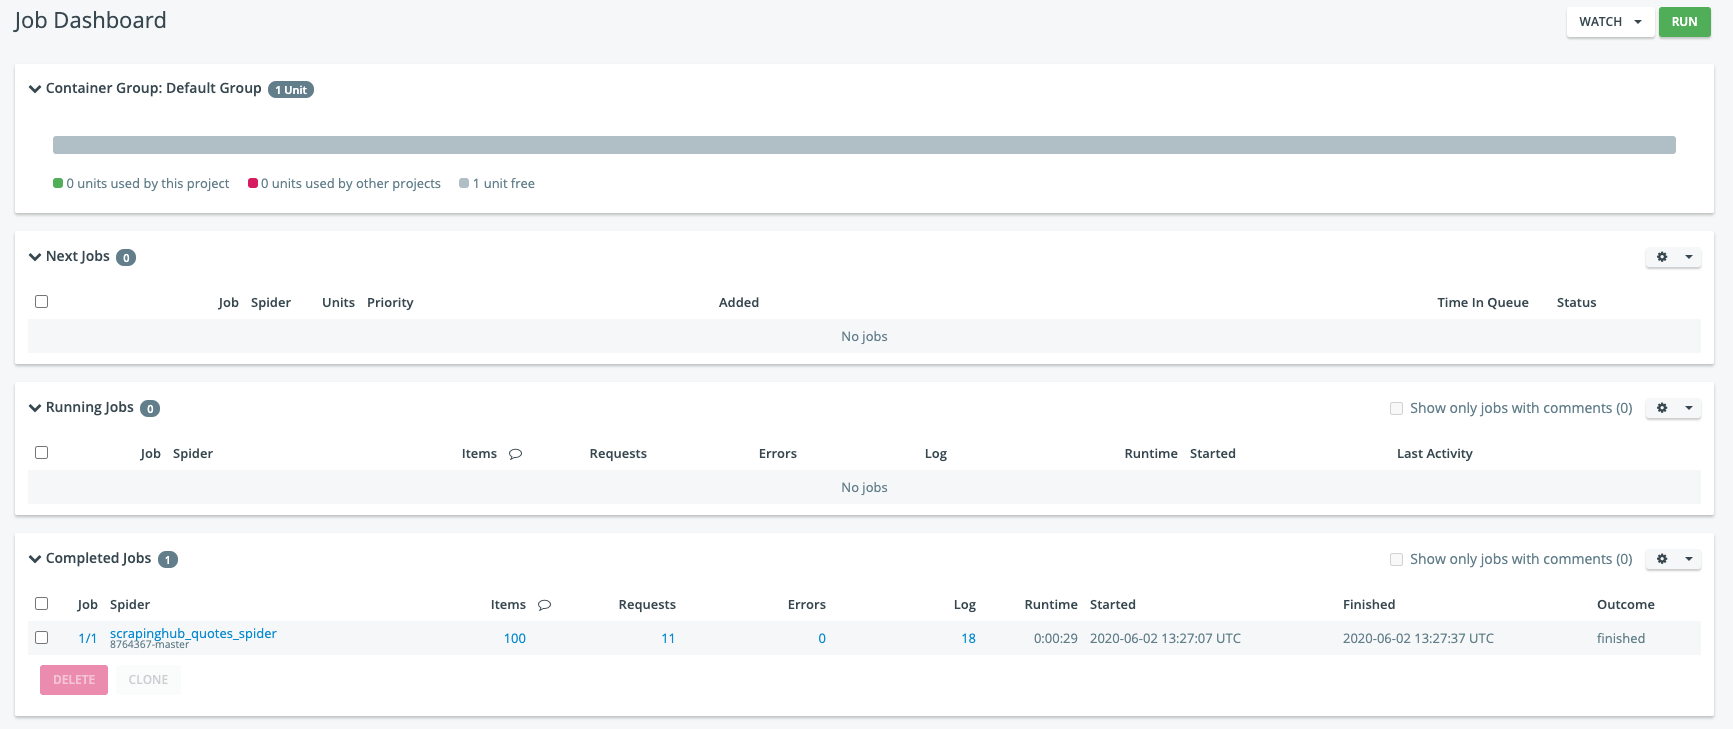 Job Dashboard
WATCH RUN
Container Group: Default Group 1 Unit
0 units used by this project 0 units used by other projects 1 unit free
Next Jobs 0
Job Spider Units Priority Added Time In Queue Status
No jobs
Running Jobs 0 Show only jobs with comments (0)
Job Spider Items Requests Errors Log Runtime Started Last Activity
No jobs
Completed Jobs 1 Show only jobs with comments (0)
Job Spider Items Requests Errors Log Runtime Started Finished Outcome
1/1 scrapinghub_quotes_spider 100 11 0 18 0:00:29 2020-06-02 13:27:07 UTC 2020-06-02 13:27:37 UTC finished
8764367-master
DELETE CLONE